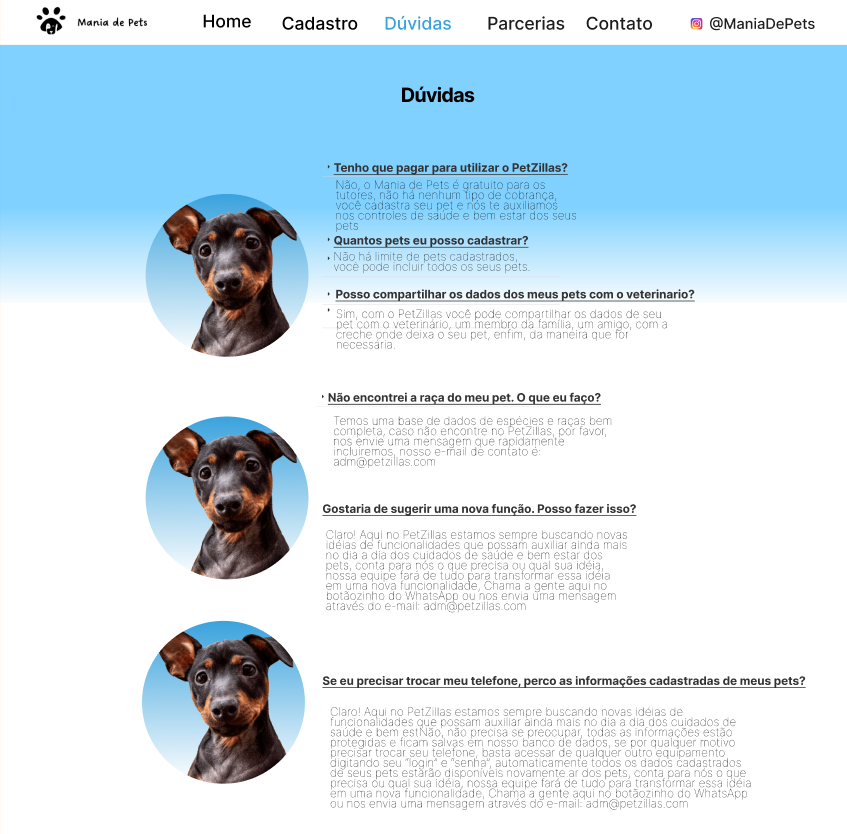 Mania de Pets
Home
Cadastro
Dúvidas
Parcerias
Contato
@ManiaDePets
Dúvidas
Tenho que pagar para utilizar o PetZillas?
Não, o Mania de Pets é gratuito para os
tutores, não há nenhum tipo de cobrança,
você cadastra seu pet e nós te auxiliamos
nos controles de saúde e bem estar dos seus
pets
Quantos pets eu posso cadastrar?
Não há limite de pets cadastrados,
você pode incluir todos os seus pets.
Posso compartilhar os dados dos meus pets com o veterinario?
Sim, com o PetZillas você pode compartilhar os dados de seu
pet com o veterinário, um membro da família, um amigo, com a
creche onde deixa o seu pet, enfim, da maneira que for
necessária.
Não encontrei a raça do meu pet. O que eu faço?
Temos uma base de dados de espécies e raças bem
completa, caso não encontre no PetZillas, por favor,
nos envie uma mensagem que rapidamente
incluiremos, nosso e-mail de contato é:
adm@petzillas.com
Gostaria de sugerir uma nova função. Posso fazer isso?
Claro! Aqui no PetZillas estamos sempre buscando novas
idéias de funcionalidades que possam auxiliar ainda mais
no dia a dia dos cuidados de saúde e bem estar dos
pets, conta para nós o que precisa ou qual sua idéia,
nossa equipe fará de tudo para transformar essa idéia
em uma nova funcionalidade, Chama a gente aqui no
botãozinho do WhatsApp ou nos envia uma mensagem
através do e-mail: adm@petzillas.com
Se eu precisar trocar meu telefone, perco as informações cadastradas de meus pets?
Claro! Aqui no PetZillas estamos sempre buscando novas idéias de
funcionalidades que possam auxiliar ainda mais no dia a dia dos cuidados de
saúde e bem estNão, não precisa se preocupar, todas as informações estão
protegidas e ficam salvas em nosso banco de dados, se por qualquer motivo
precisar trocar seu telefone, basta acessar de qualquer outro equipamento
digitando seu "login" e "senha", automaticamente todos os dados cadastrados
de seus pets estarão disponíveis novamente.ar dos pets, conta para nós o que
precisa ou qual sua idéia, nossa equipe fará de tudo para transformar essa idéia
em uma nova funcionalidade, Chama a gente aqui no botãozinho do WhatsApp
ou nos envia uma mensagem através do e-mail: adm@petzillas.com